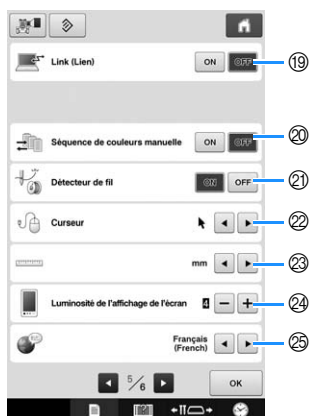 Link (Lien) ON OFF ⑲
Séquence de couleurs manuelle ON OFF ⑳
Détecteur de fil ON OFF ㉑
Curseur ㉒
mm ㉓
Luminosité de l'affichage de l'écran 4 − + ㉔
Français
(French) ㉕
5/6 OK